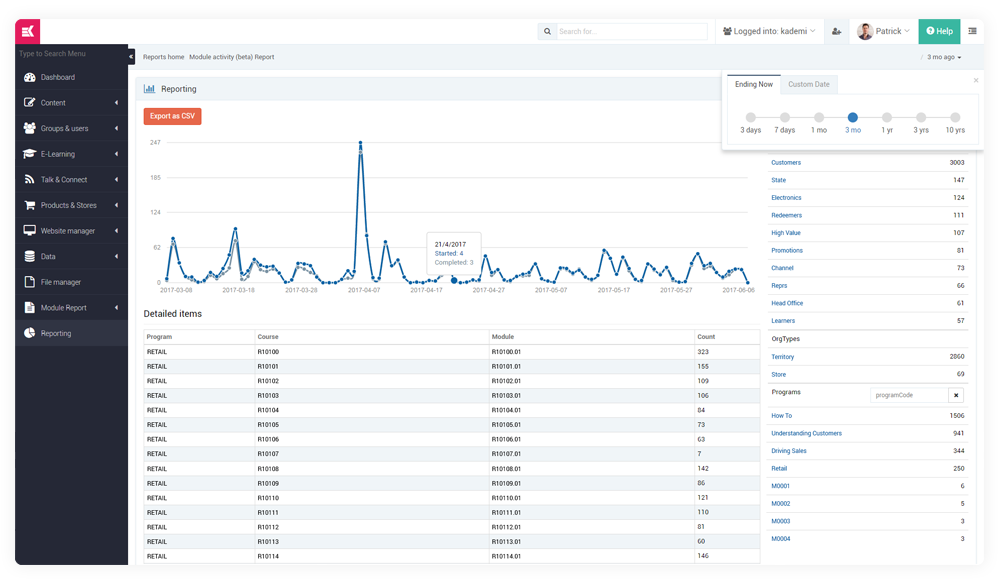 Search for...
Logged into: kademi
Patrick
Help
Type to Search Menu
Dashboard
Content
Groups & users
E-Learning
Talk & Connect
Products & Stores
Website manager
Data
File manager
Module Report
Reporting
Reports home Module activity (beta) Report
/ 3 mo ago
Ending Now Custom Date ×
3 days 7 days 1 mo 3 mo 1 yr 3 yrs 10 yrs
Reporting
Export as CSV
247
185
124
62
0
21/4/2017
Started: 4
Completed: 3
2017-03-08 2017-03-18 2017-03-28 2017-04-07 2017-04-17 2017-04-27 2017-05-07 2017-05-17 2017-05-27 2017-06-06
Detailed items
Program Course Module Count
RETAIL R10100 R10100.01 323
RETAIL R10101 R10101.01 155
RETAIL R10102 R10102.01 109
RETAIL R10103 R10103.01 106
RETAIL R10104 R10104.01 84
RETAIL R10105 R10105.01 73
RETAIL R10106 R10106.01 63
RETAIL R10107 R10107.01 7
RETAIL R10108 R10108.01 142
RETAIL R10109 R10109.01 86
RETAIL R10110 R10110.01 121
RETAIL R10111 R10111.01 110
RETAIL R10112 R10112.01 81
RETAIL R10113 R10113.01 60
RETAIL R10114 R10114.01 146
Customers 3003
State 147
Electronics 124
Redeemers 111
High Value 107
Promotions 81
Channel 73
Reprs 66
Head Office 61
Learners 57
OrgTypes
Territory 2860
Store 69
Programs programCode ×
How To 1506
Understanding Customers 941
Driving Sales 344
Retail 250
M0001 6
M0002 5
M0003 3
M0004 3